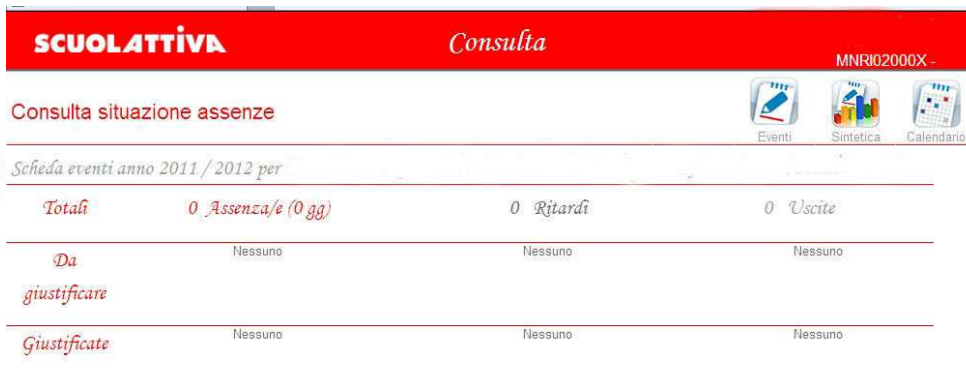 SCUOLATTIVA Consulta
MNRI02000X -
Consulta situazione assenze
Eventi Sintetica Calendario
Scheda eventi anno 2011 / 2012 per
Totali 0 Assenza/e (0 gg) 0 Ritardi 0 Uscite
Da giustificare Nessuno Nessuno Nessuno
Giustificate Nessuno Nessuno Nessuno